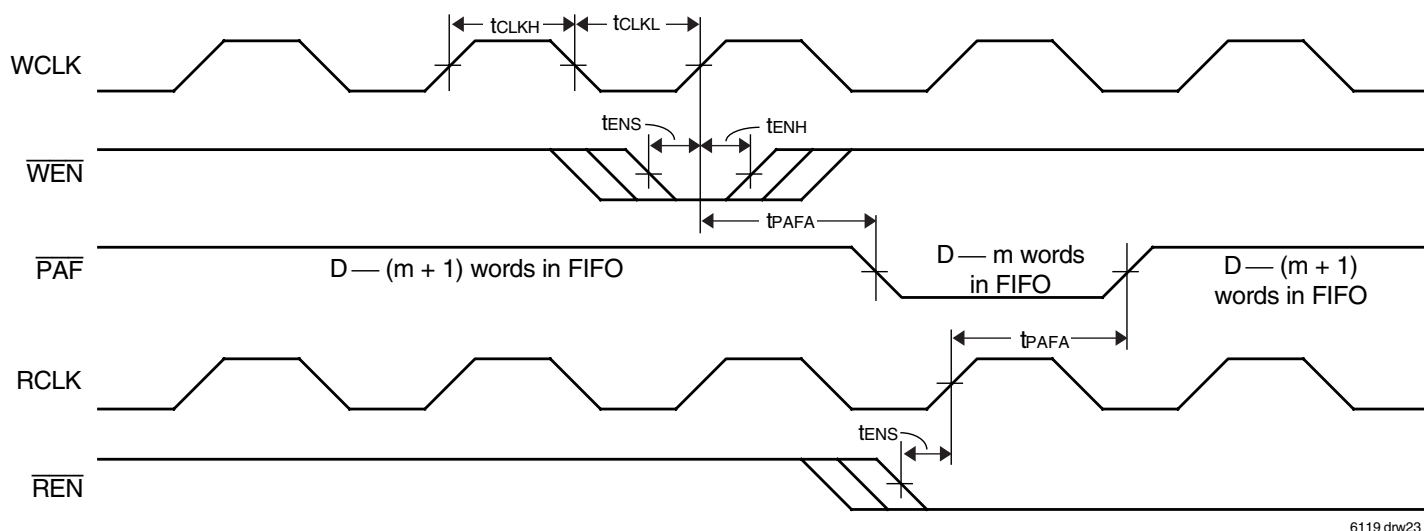 tCLKH
tCLKL
WCLK
tENS
tENH
WEN
tPAFA
PAF
D — (m + 1) words in FIFO
D — m words
in FIFO
D — (m + 1)
words in FIFO
tPAFA
RCLK
tENS
REN
6119 drw23